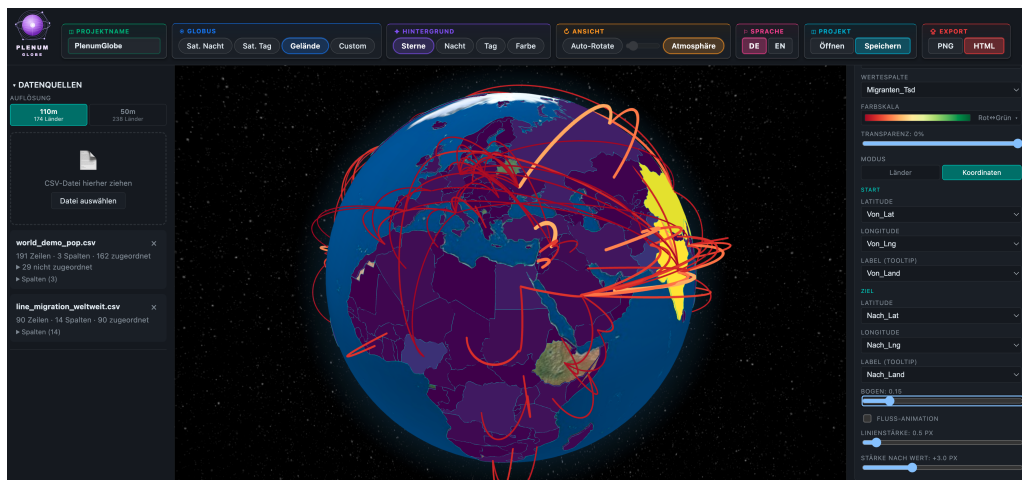 PLENUM
GLOBE
PROJEKTNAME
PlenumGlobe
GLOBUS
Sat. Nacht Sat. Tag Gelände Custom
HINTERGRUND
Sterne Nacht Tag Farbe
ANSICHT
Auto-Rotate Atmosphäre
SPRACHE
DE EN
PROJEKT
Öffnen Speichern
EXPORT
PNG HTML
DATENQUELLEN
AUFLÖSUNG
110m
174 Länder
50m
238 Länder
CSV-Datei hierher ziehen
Datei auswählen
world_demo_pop.csv ×
191 Zeilen · 3 Spalten · 162 zugeordnet
▸ 29 nicht zugeordnet
▸ Spalten (3)
line_migration_weltweit.csv ×
90 Zeilen · 14 Spalten · 90 zugeordnet
▸ Spalten (14)
WERTESPALTE
Migranten_Tsd
FARBSKALA
Rot↔Grün
TRANSPARENZ: 0%
MODUS
Länder Koordinaten
START
LATITUDE
Von_Lat
LONGITUDE
Von_Lng
LABEL (TOOLTIP)
Von_Land
ZIEL
LATITUDE
Nach_Lat
LONGITUDE
Nach_Lng
LABEL (TOOLTIP)
Nach_Land
BOGEN: 0.15
FLUSS-ANIMATION
LINIENSTÄRKE: 0.5 PX
STÄRKE NACH WERT: +3.0 PX